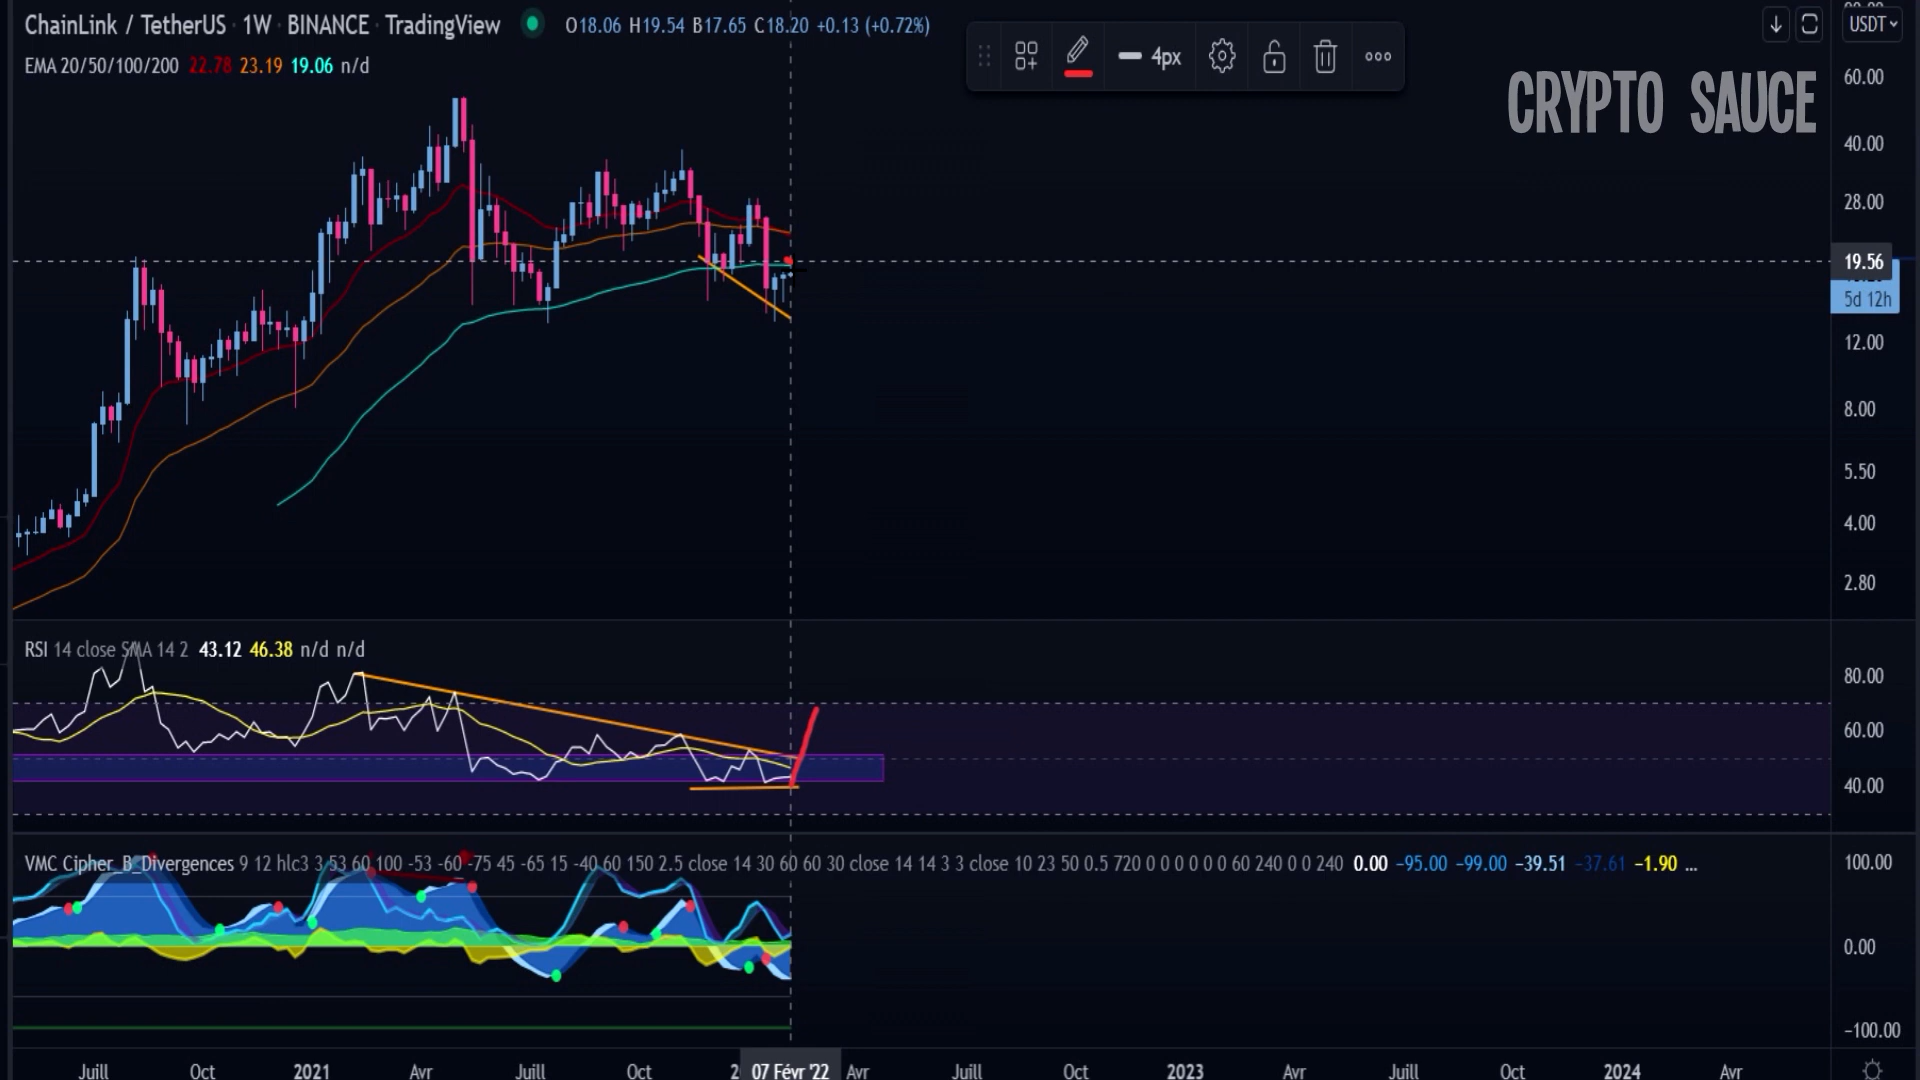 ChainLink / TetherUS · 1W · BINANCE · TradingView O18.06 H19.54 B17.65 C18.20 +0.13 (+0.72%)
4px
USDT
EMA 20/50/100/200 22.78 23.19 19.06 n/d
CRYPTO SAUCE
60.00
40.00
28.00
19.56
5d 12h
12.00
8.00
5.50
4.00
2.80
RSI 14 close SMA 14 2 43.12 46.38 n/d n/d
80.00
60.00
40.00
VMC Cipher_B_Divergences 9 12 hlc3 3 53 60 100 -53 -60 -75 45 -65 15 -40 60 150 2.5 close 14 30 60 60 30 close 14 14 3 3 close 10 23 50 0.5 720 0 0 0 0 0 0 60 240 0 0 240 0.00 −95.00 −99.00 −39.51 −37.61 −1.90 ...
100.00
0.00
−100.00
Juill Oct 2021 Avr Juill Oct 2 07 Févr '22 Avr Juill Oct 2023 Avr Juill Oct 2024 Avr